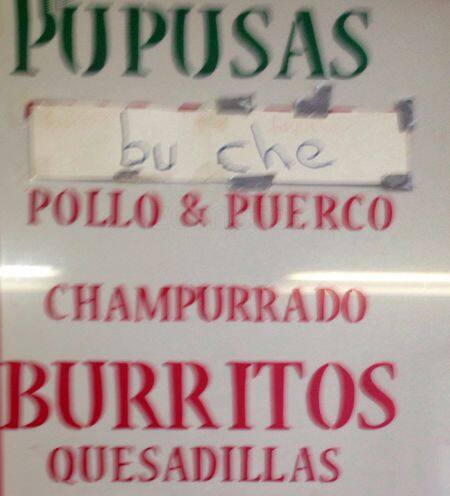 PUPUSAS
bu che
POLLO & PUERCO
CHAMPURRADO
BURRITOS
QUESADILLAS